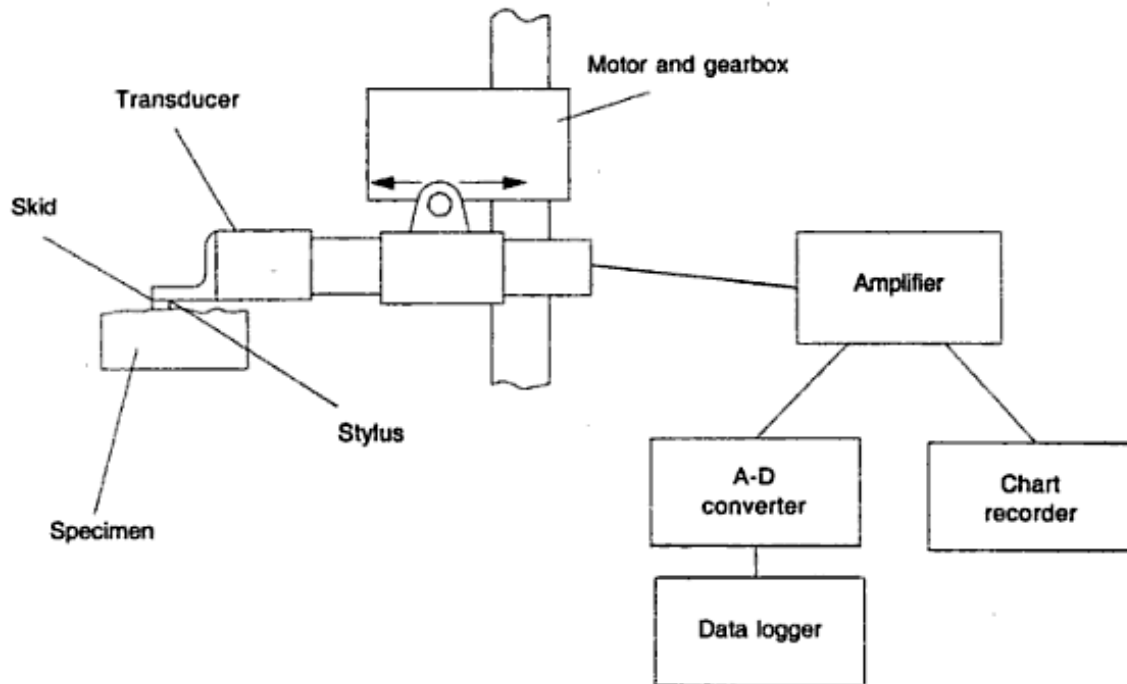 Motor and gearbox
Transducer
Skid
Amplifier
Stylus
A-D
converter
Chart
recorder
Specimen
Data logger